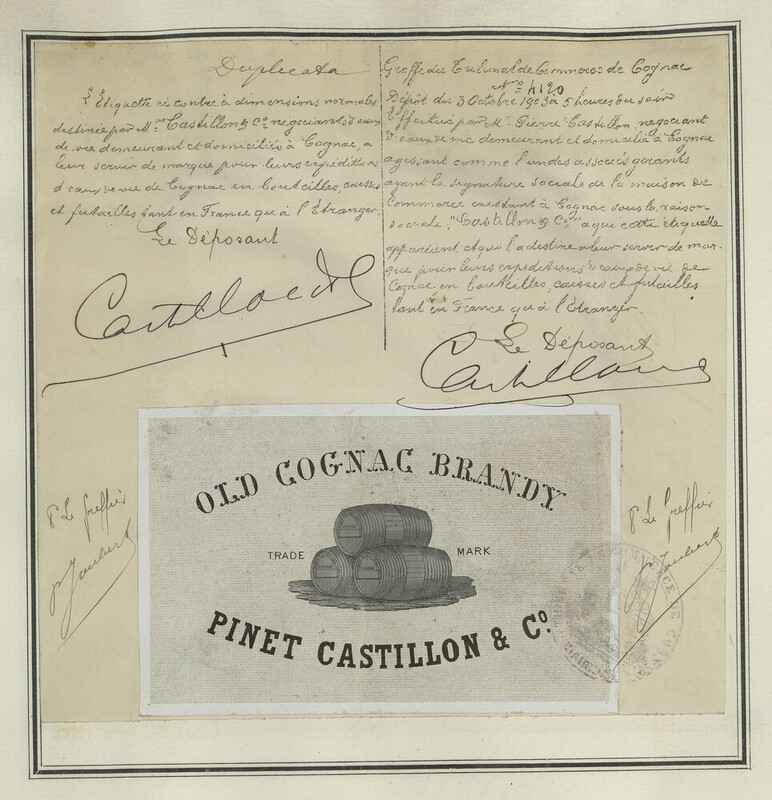 Duplicata
L'Etiquette ci contre à dimensions normales
destinée par Mrs Castillon & Co négociants d'eaux
de vie demeurant et domiciliés à Cognac, a
leur servir de marque pour leurs expéditions
d'eaux de vie de Cognac en bouteilles, caisses
et futailles tant en France qu'à l'Etranger.
Le Déposant
Greffe du Tribunal de Commerce de Cognac
No 4120
Dépôt du 3 Octobre 1903 à 5 heures du soir
Effectué par Mr Pierre Castillon, négociant
d'eaux de vie demeurant et domicilié à Cognac
agissant comme l'un des associés gérants
ayant la signature sociale de la maison de
Commerce existant à Cognac sous la raison
sociale: "Castillon & Co" a qui cette étiquette
appartient et qui la destine a leur servir de mar-
que pour leurs expéditions d'eaux de vie de
Cognac en bouteilles, caisses et futailles
tant en France qu'à l'Etranger.
Le Déposant
OLD COGNAC BRANDY
TRADE MARK
PINET CASTILLON & Co.
p Le Greffier
p Le Greffier